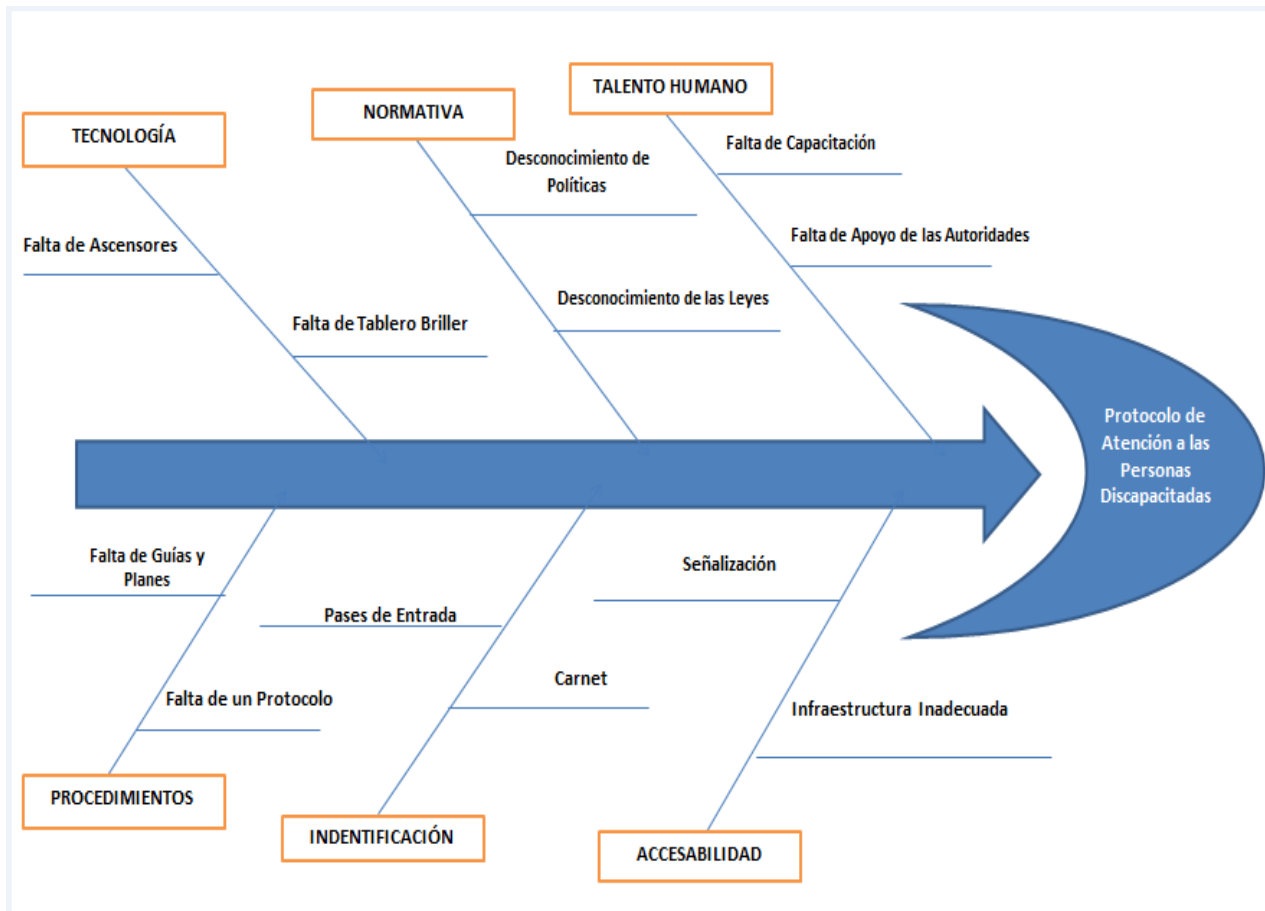 TECNOLOGÍA
Falta de Ascensores
Falta de Tablero Briller
NORMATIVA
Desconocimiento de
Políticas
Desconocimiento de las Leyes
TALENTO HUMANO
Falta de Capacitación
Falta de Apoyo de las Autoridades
Protocolo de
Atención a las
Personas
Discapacitadas
Falta de Guías y
Planes
Falta de un Protocolo
PROCEDIMIENTOS
Pases de Entrada
Carnet
INDENTIFICACIÓN
Señalización
Infraestructura Inadecuada
ACCESABILIDAD